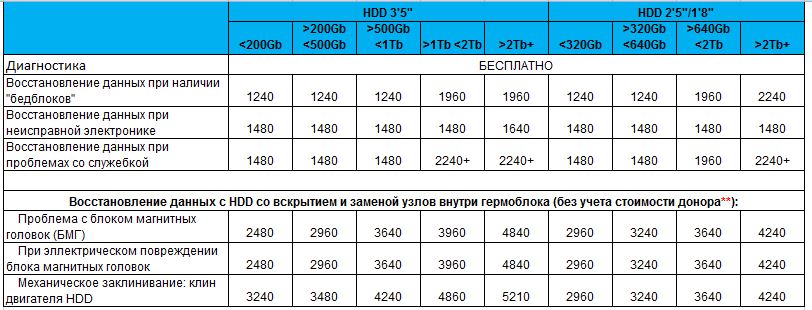 HDD 3'5" HDD 2'5"/1'8"
<200Gb >200Gb <500Gb >500Gb <1Tb >1Tb <2Tb >2Tb+ <320Gb >320Gb <640Gb >640Gb <2Tb >2Tb+
Диагностика БЕСПЛАТНО
Восстановление данных при наличии
"бедблоков" 1240 1240 1240 1960 1960 1240 1240 1960 2240
Восстановление данных при
неисправной электронике 1480 1480 1480 1480 1640 1480 1480 1480 1480
Восстановление данных при
проблемах со служебкой 1480 1480 1480 2240+ 2240+ 1480 1480 1960 2240+
Восстановление данных с HDD со вскрытием и заменой узлов внутри гермоблока (без учета стоимости донора**):
Проблема с блоком магнитных
головок (БМГ) 2480 2960 3640 3960 4840 2960 3240 3640 4240
При эллектрическом повреждении
блока магнитных головок 2480 2960 3640 3960 4840 2960 3240 3640 4240
Механическое заклинивание: клин
двигателя HDD 3240 3480 4240 4860 5210 2960 3240 3640 4240